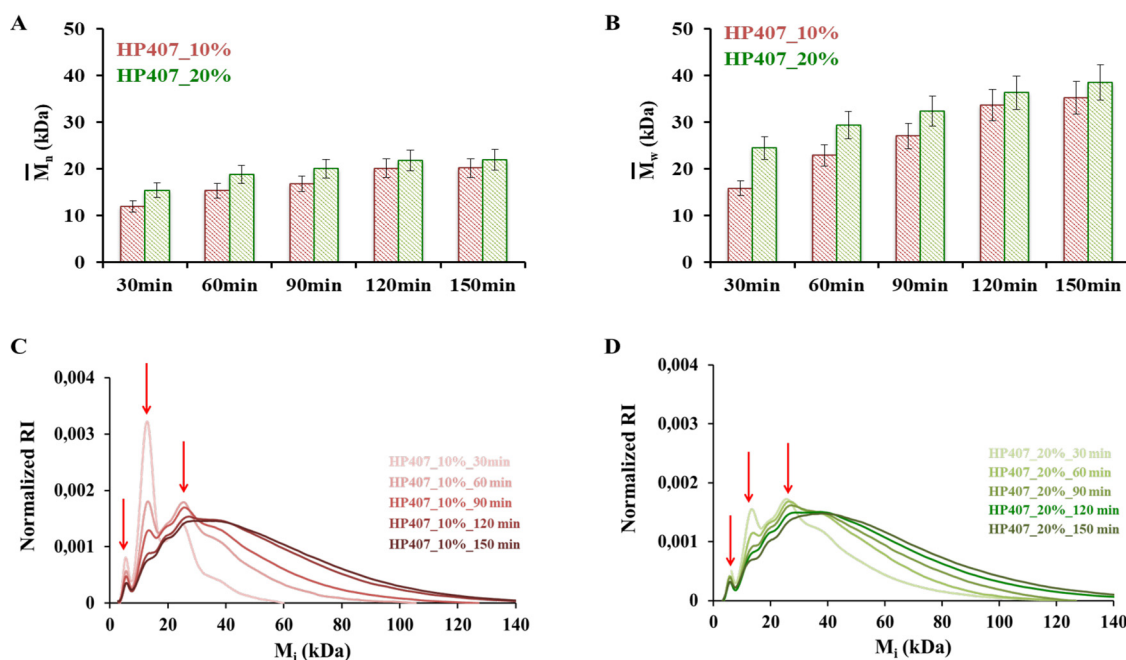 A
50
40
30
20
10
0
M̅n (kDa)
HP407_10%
HP407_20%
30min 60min 90min 120min 150min
B
50
40
30
20
10
0
M̅w (kDa)
HP407_10%
HP407_20%
30min 60min 90min 120min 150min
C
0,004
0,003
0,002
0,001
0
Normalized RI
HP407_10%_30min
HP407_10%_60 min
HP407_10%_90 min
HP407_10%_120 min
HP407_10%_150 min
0 20 40 60 80 100 120 140
Mi (kDa)
D
0,004
0,003
0,002
0,001
0
Normalized RI
HP407_20%_30 min
HP407_20%_60 min
HP407_20%_90 min
HP407_20%_120 min
HP407_20%_150 min
0 20 40 60 80 100 120 140
Mi (kDa)